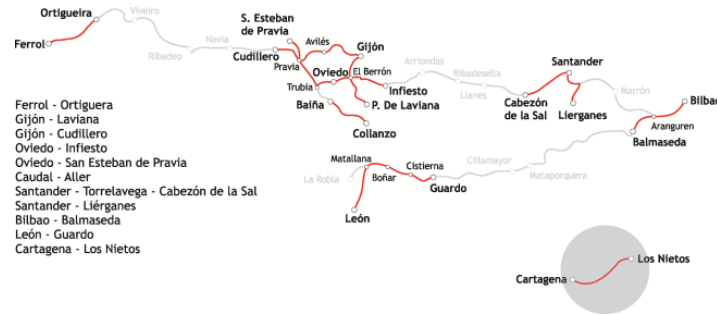 Ortigueira
Viveiro
Ferrol
Ribadeo
Navia
S. Esteban
de Pravia
Cudillero
Avilés
Gijón
Pravia
Oviedo
El Berrón
Trubia
Infiesto
Baiña
P. De Laviana
Collanzo
Arriondas
Ribadesella
Llanes
Santander
Cabezón
de la Sal
Lierganes
Marrón
Bilbao
Aranguren
Balmaseda
Matallana
Cistierna
Cillamayor
La Robla
Boñar
Guardo
Mataporquera
León
Ferrol - Ortiguera
Gijón - Laviana
Gijón - Cudillero
Oviedo - Infiesto
Oviedo - San Esteban de Pravia
Caudal - Aller
Santander - Torrelavega - Cabezón de la Sal
Santander - Liérganes
Bilbao - Balmaseda
León - Guardo
Cartagena - Los Nietos
Los Nietos
Cartagena